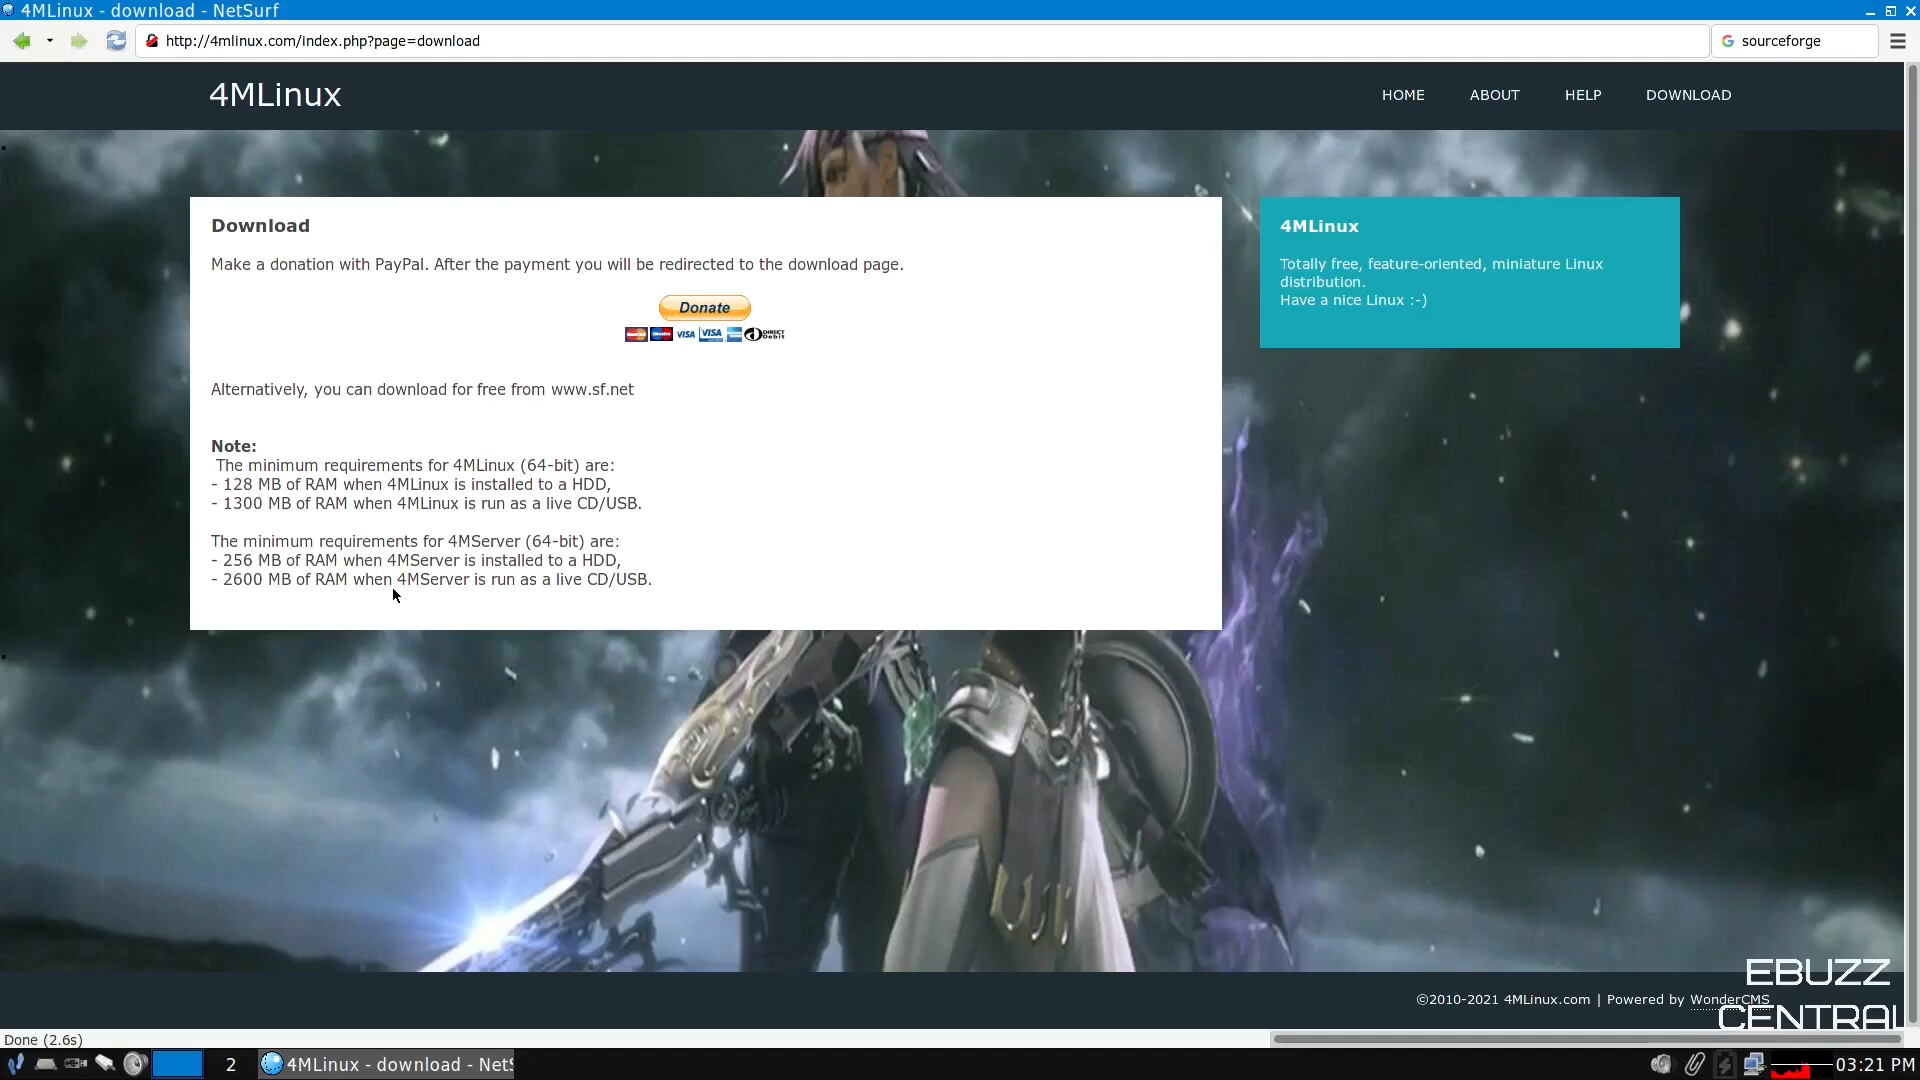 4MLinux - download - NetSurf
http://4mlinux.com/index.php?page=download
sourceforge
4MLinux
HOME
ABOUT
HELP
DOWNLOAD
Download
Make a donation with PayPal. After the payment you will be redirected to the download page.
Donate
VISA
VISA
DIRECT
Debit
Alternatively, you can download for free from www.sf.net
Note:
The minimum requirements for 4MLinux (64-bit) are:
- 128 MB of RAM when 4MLinux is installed to a HDD,
- 1300 MB of RAM when 4MLinux is run as a live CD/USB.
The minimum requirements for 4MServer (64-bit) are:
- 256 MB of RAM when 4MServer is installed to a HDD,
- 2600 MB of RAM when 4MServer is run as a live CD/USB.
4MLinux
Totally free, feature-oriented, miniature Linux
distribution.
Have a nice Linux :-)
©2010-2021 4MLinux.com | Powered by WonderCMS
EBUZZ
CENTRAL
Done (2.6s)
2
4MLinux - download - NetS
03:21 PM